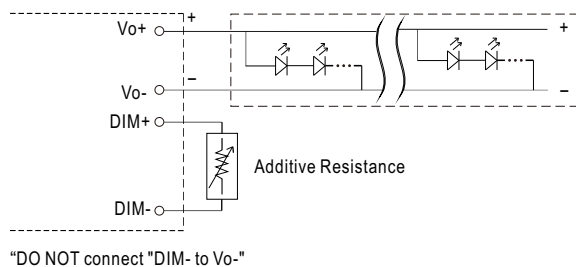 Vo+
+
+
Vo-
–
–
DIM+
Additive Resistance
DIM-
“DO NOT connect "DIM- to Vo-"